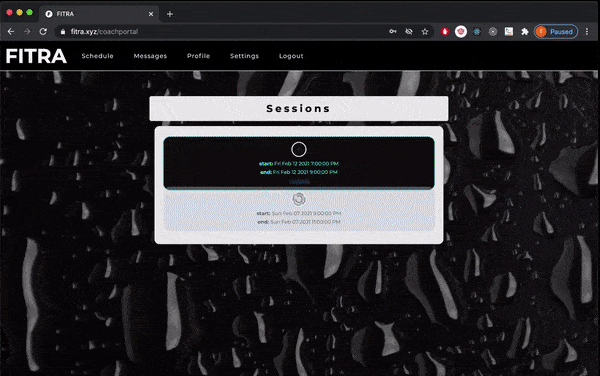 FITRA
fitra.xyz/coachportal
Paused
FITRA
Schedule Messages Profile Settings Logout
Sessions
start: Fri Feb 12 2021 7:00:00 PM
end: Fri Feb 12 2021 9:00:00 PM
start: Sun Feb 07 2021 9:00:00 PM
end: Sun Feb 07 2021 11:00:00 PM